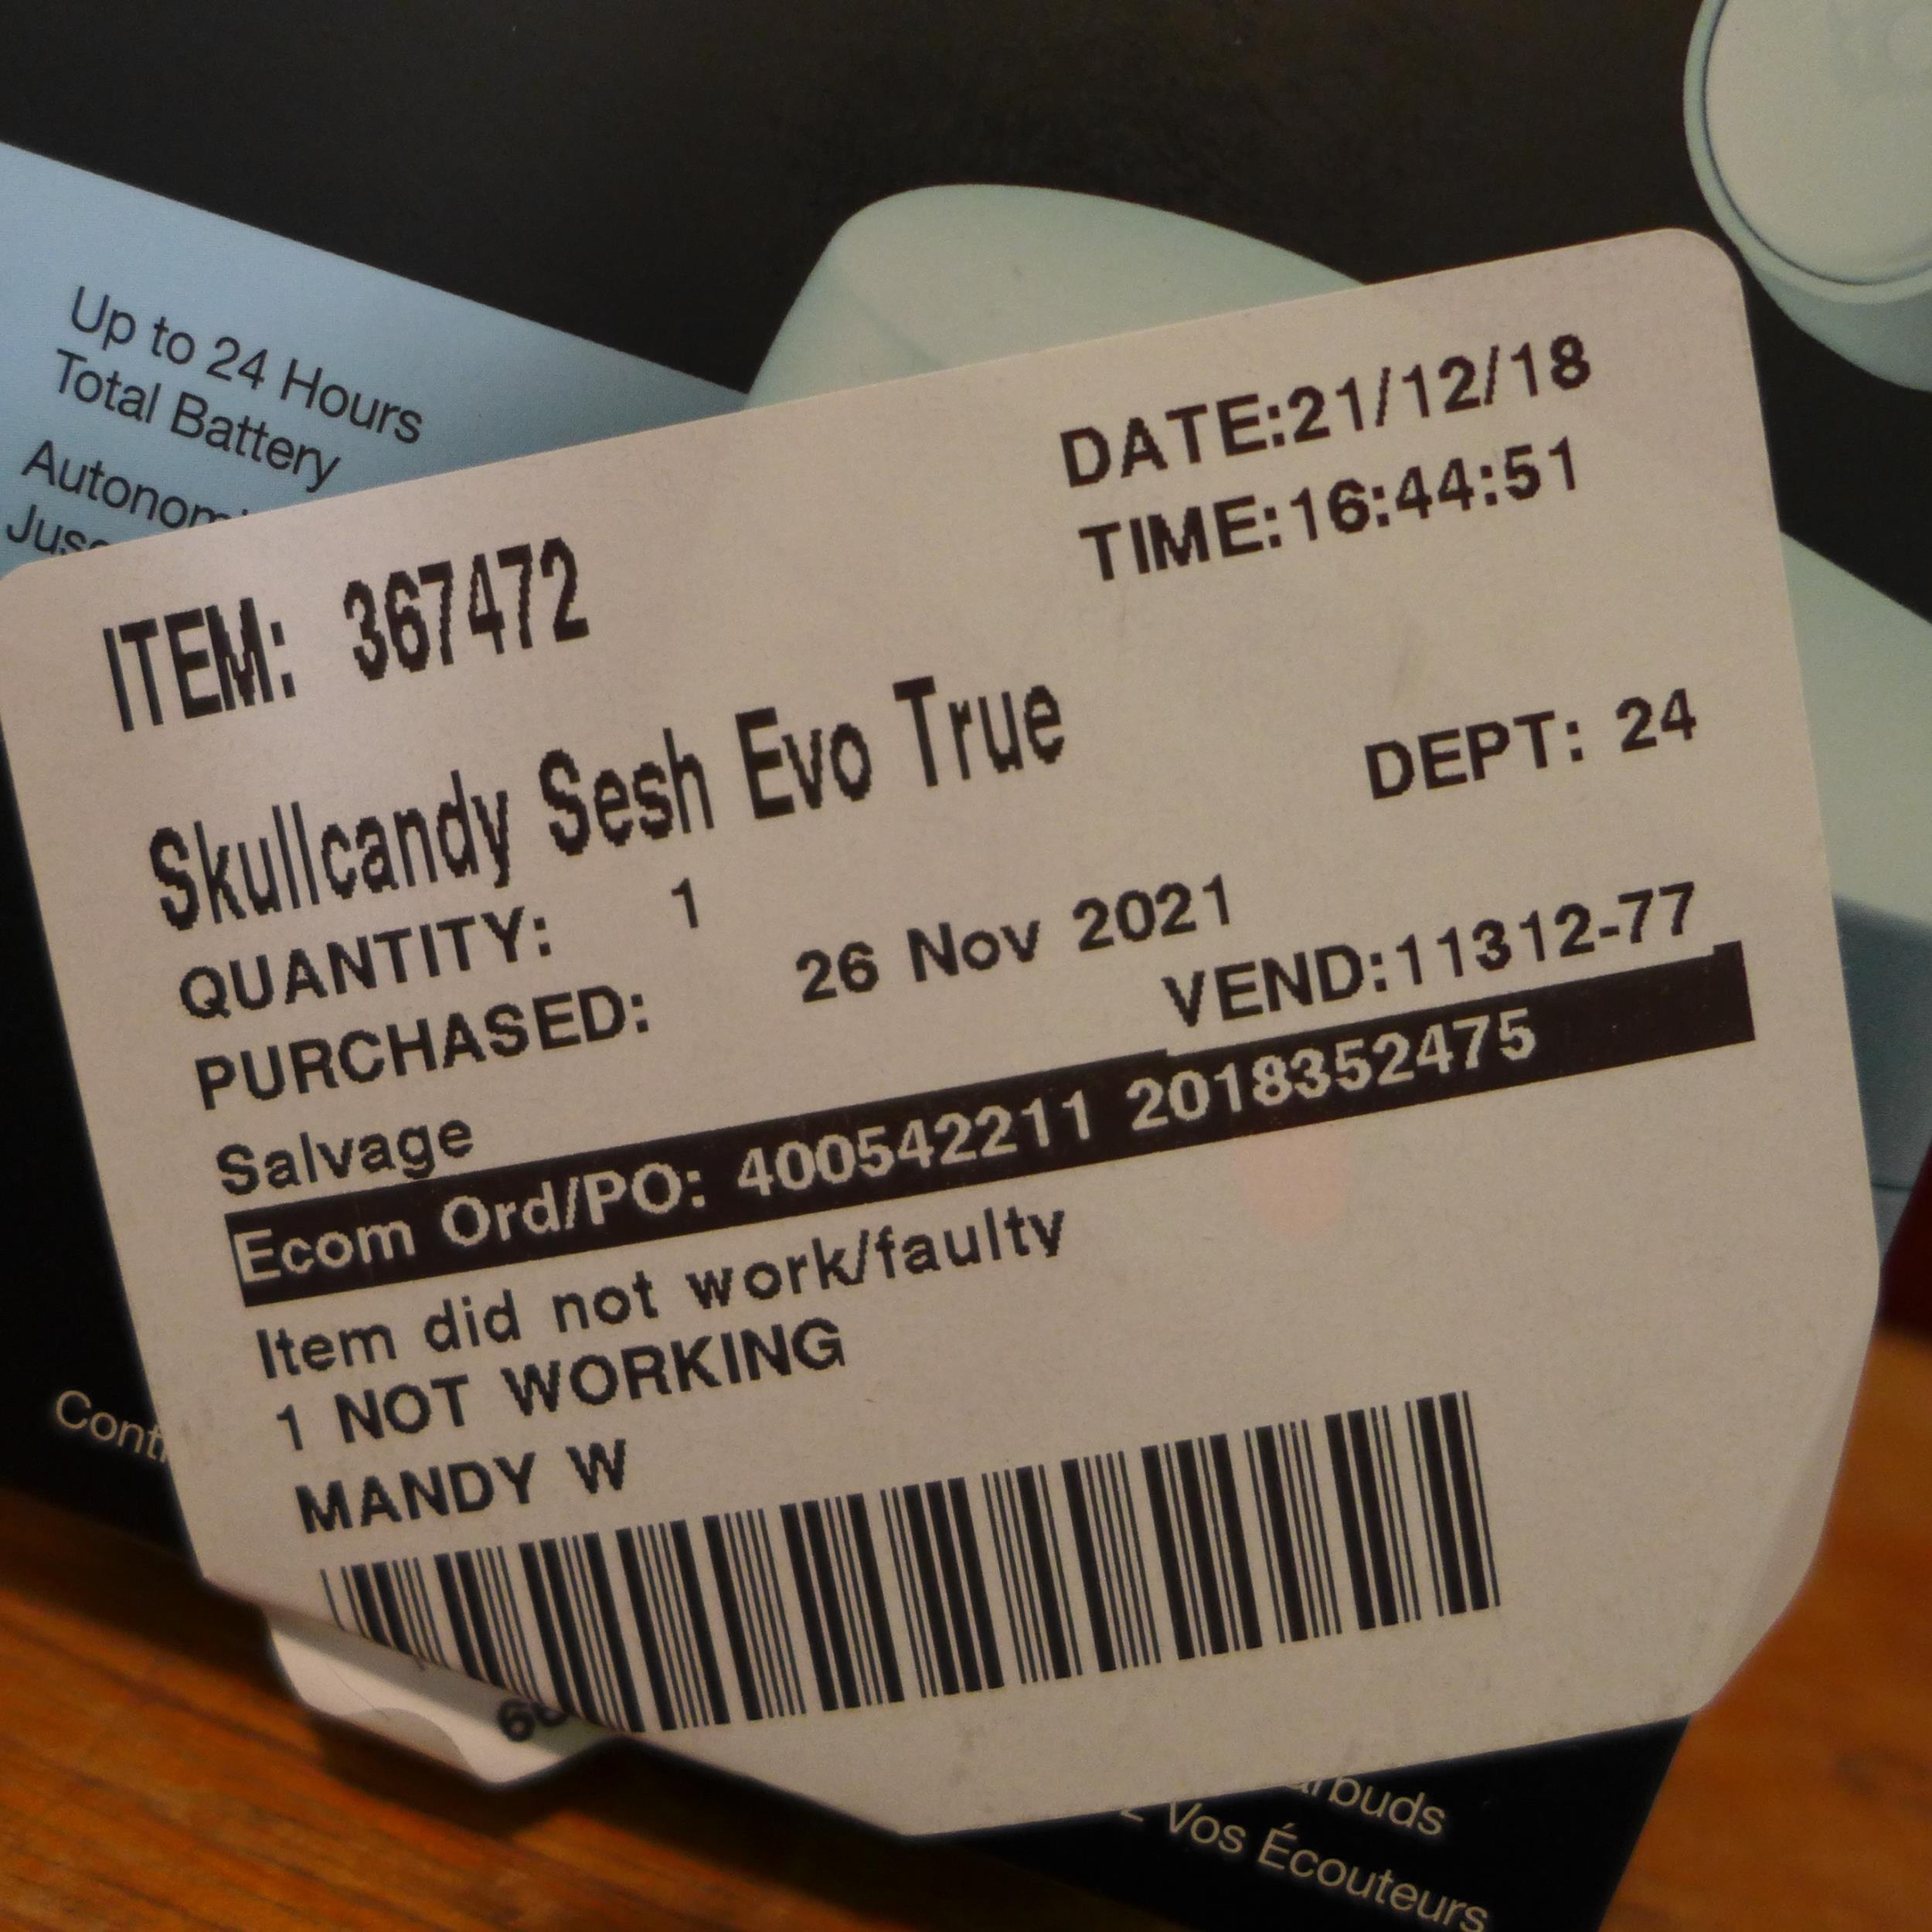 Up to 24 Hours
Total Battery
DATE:21/12/18
TIME:16:44:51
ITEM: 367472
Skullcandy Sesh Evo True
DEPT: 24
QUANTITY: 1
PURCHASED: 26 Nov 2021
VEND:11312-77
Salvage
Ecom Ord/PO: 400542211 2018352475
Item did not work/faulty
1 NOT WORKING
MANDY W
Vos Écouteurs